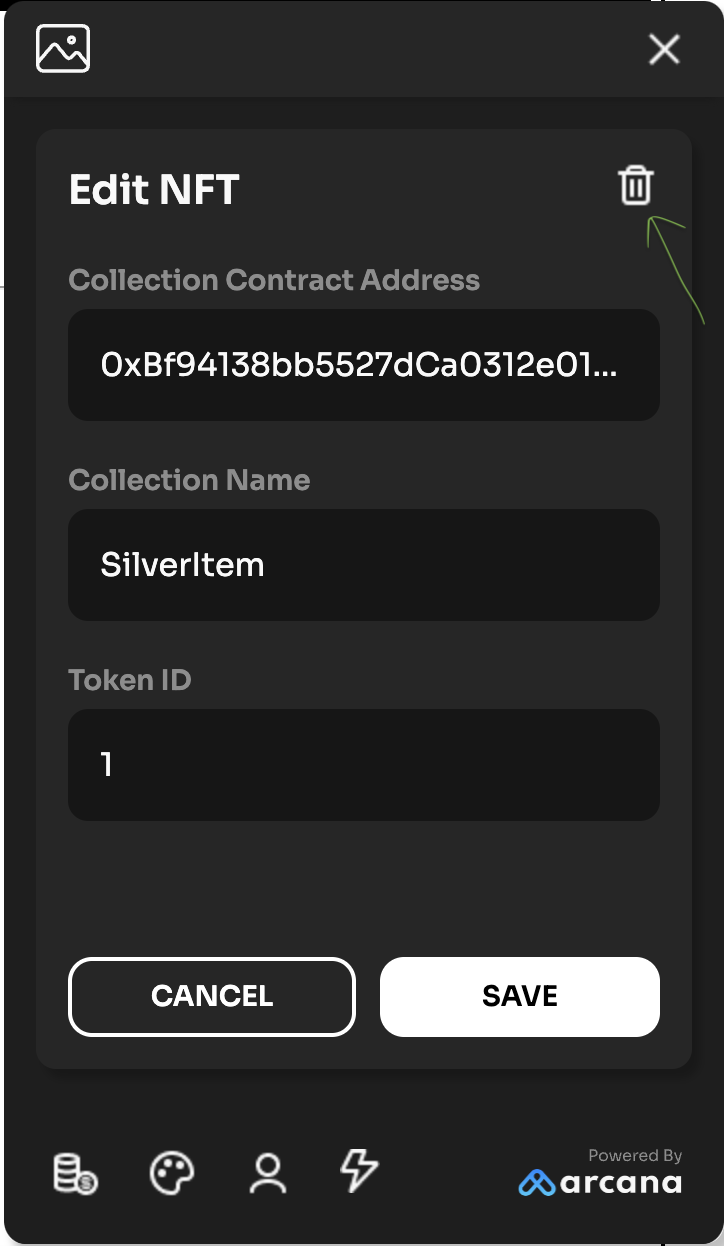 Edit NFT
Collection Contract Address
0xBf94138bb5527dCa0312e01...
Collection Name
SilverItem
Token ID
1
CANCEL
SAVE
Powered By
arcana